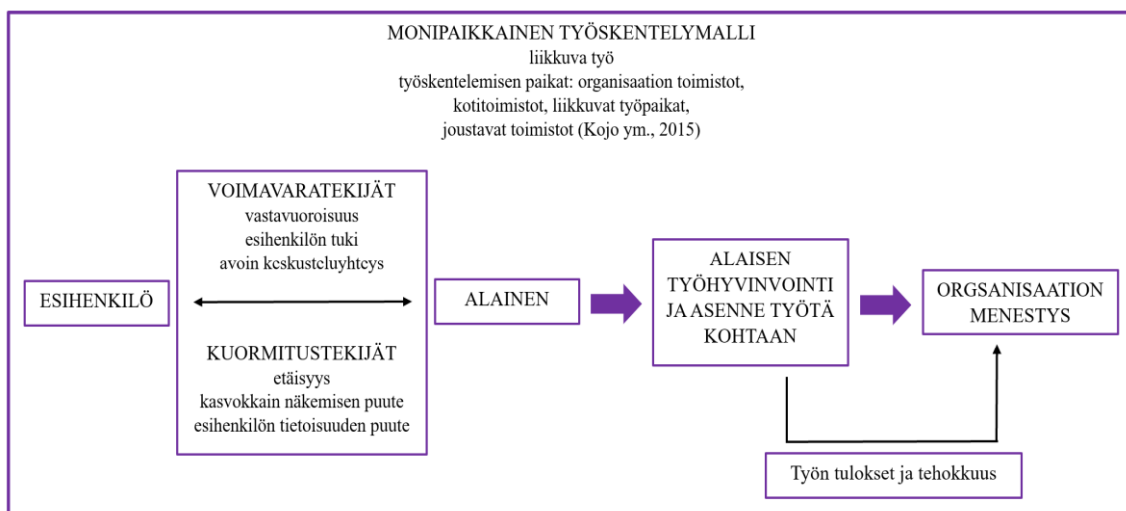 MONIPAIKKAINEN TYÖSKENTELYMALLI
liikkuva työ
työskentelemisen paikat: organisaation toimistot,
kotitoimistot, liikkuvat työpaikat,
joustavat toimistot (Kojo ym., 2015)
ESIHENKILÖ
VOIMAVARATEKIJÄT
vastavuoroisuus
esihenkilön tuki
avoin keskusteluyhteys
KUORMITUSTEKIJÄT
etäisyys
kasvokkain näkemisen puute
esihenkilön tietoisuuden puute
ALAINEN
ALAISEN
TYÖHYVINVOINTI
JA ASENNE TYÖTÄ
KOHTAAN
ORGSANISAATION
MENESTYS
Työn tulokset ja tehokkuus